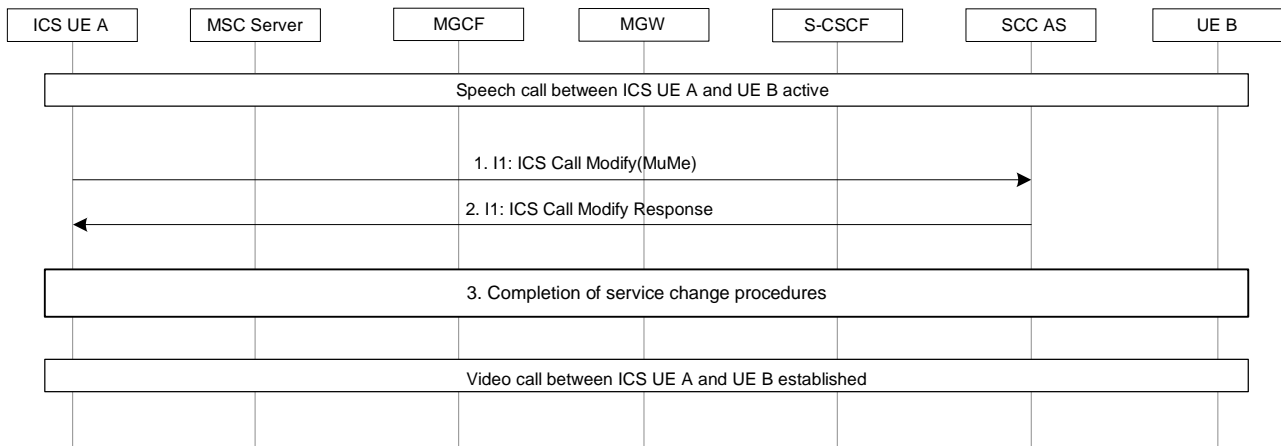 ICS UE A
MSC Server
MGCF
MGW
S-CSCF
SCC AS
UE B
Speech call between ICS UE A and UE B active
1. I1: ICS Call Modify(MuMe)
2. I1: ICS Call Modify Response
3. Completion of service change procedures
Video call between ICS UE A and UE B established